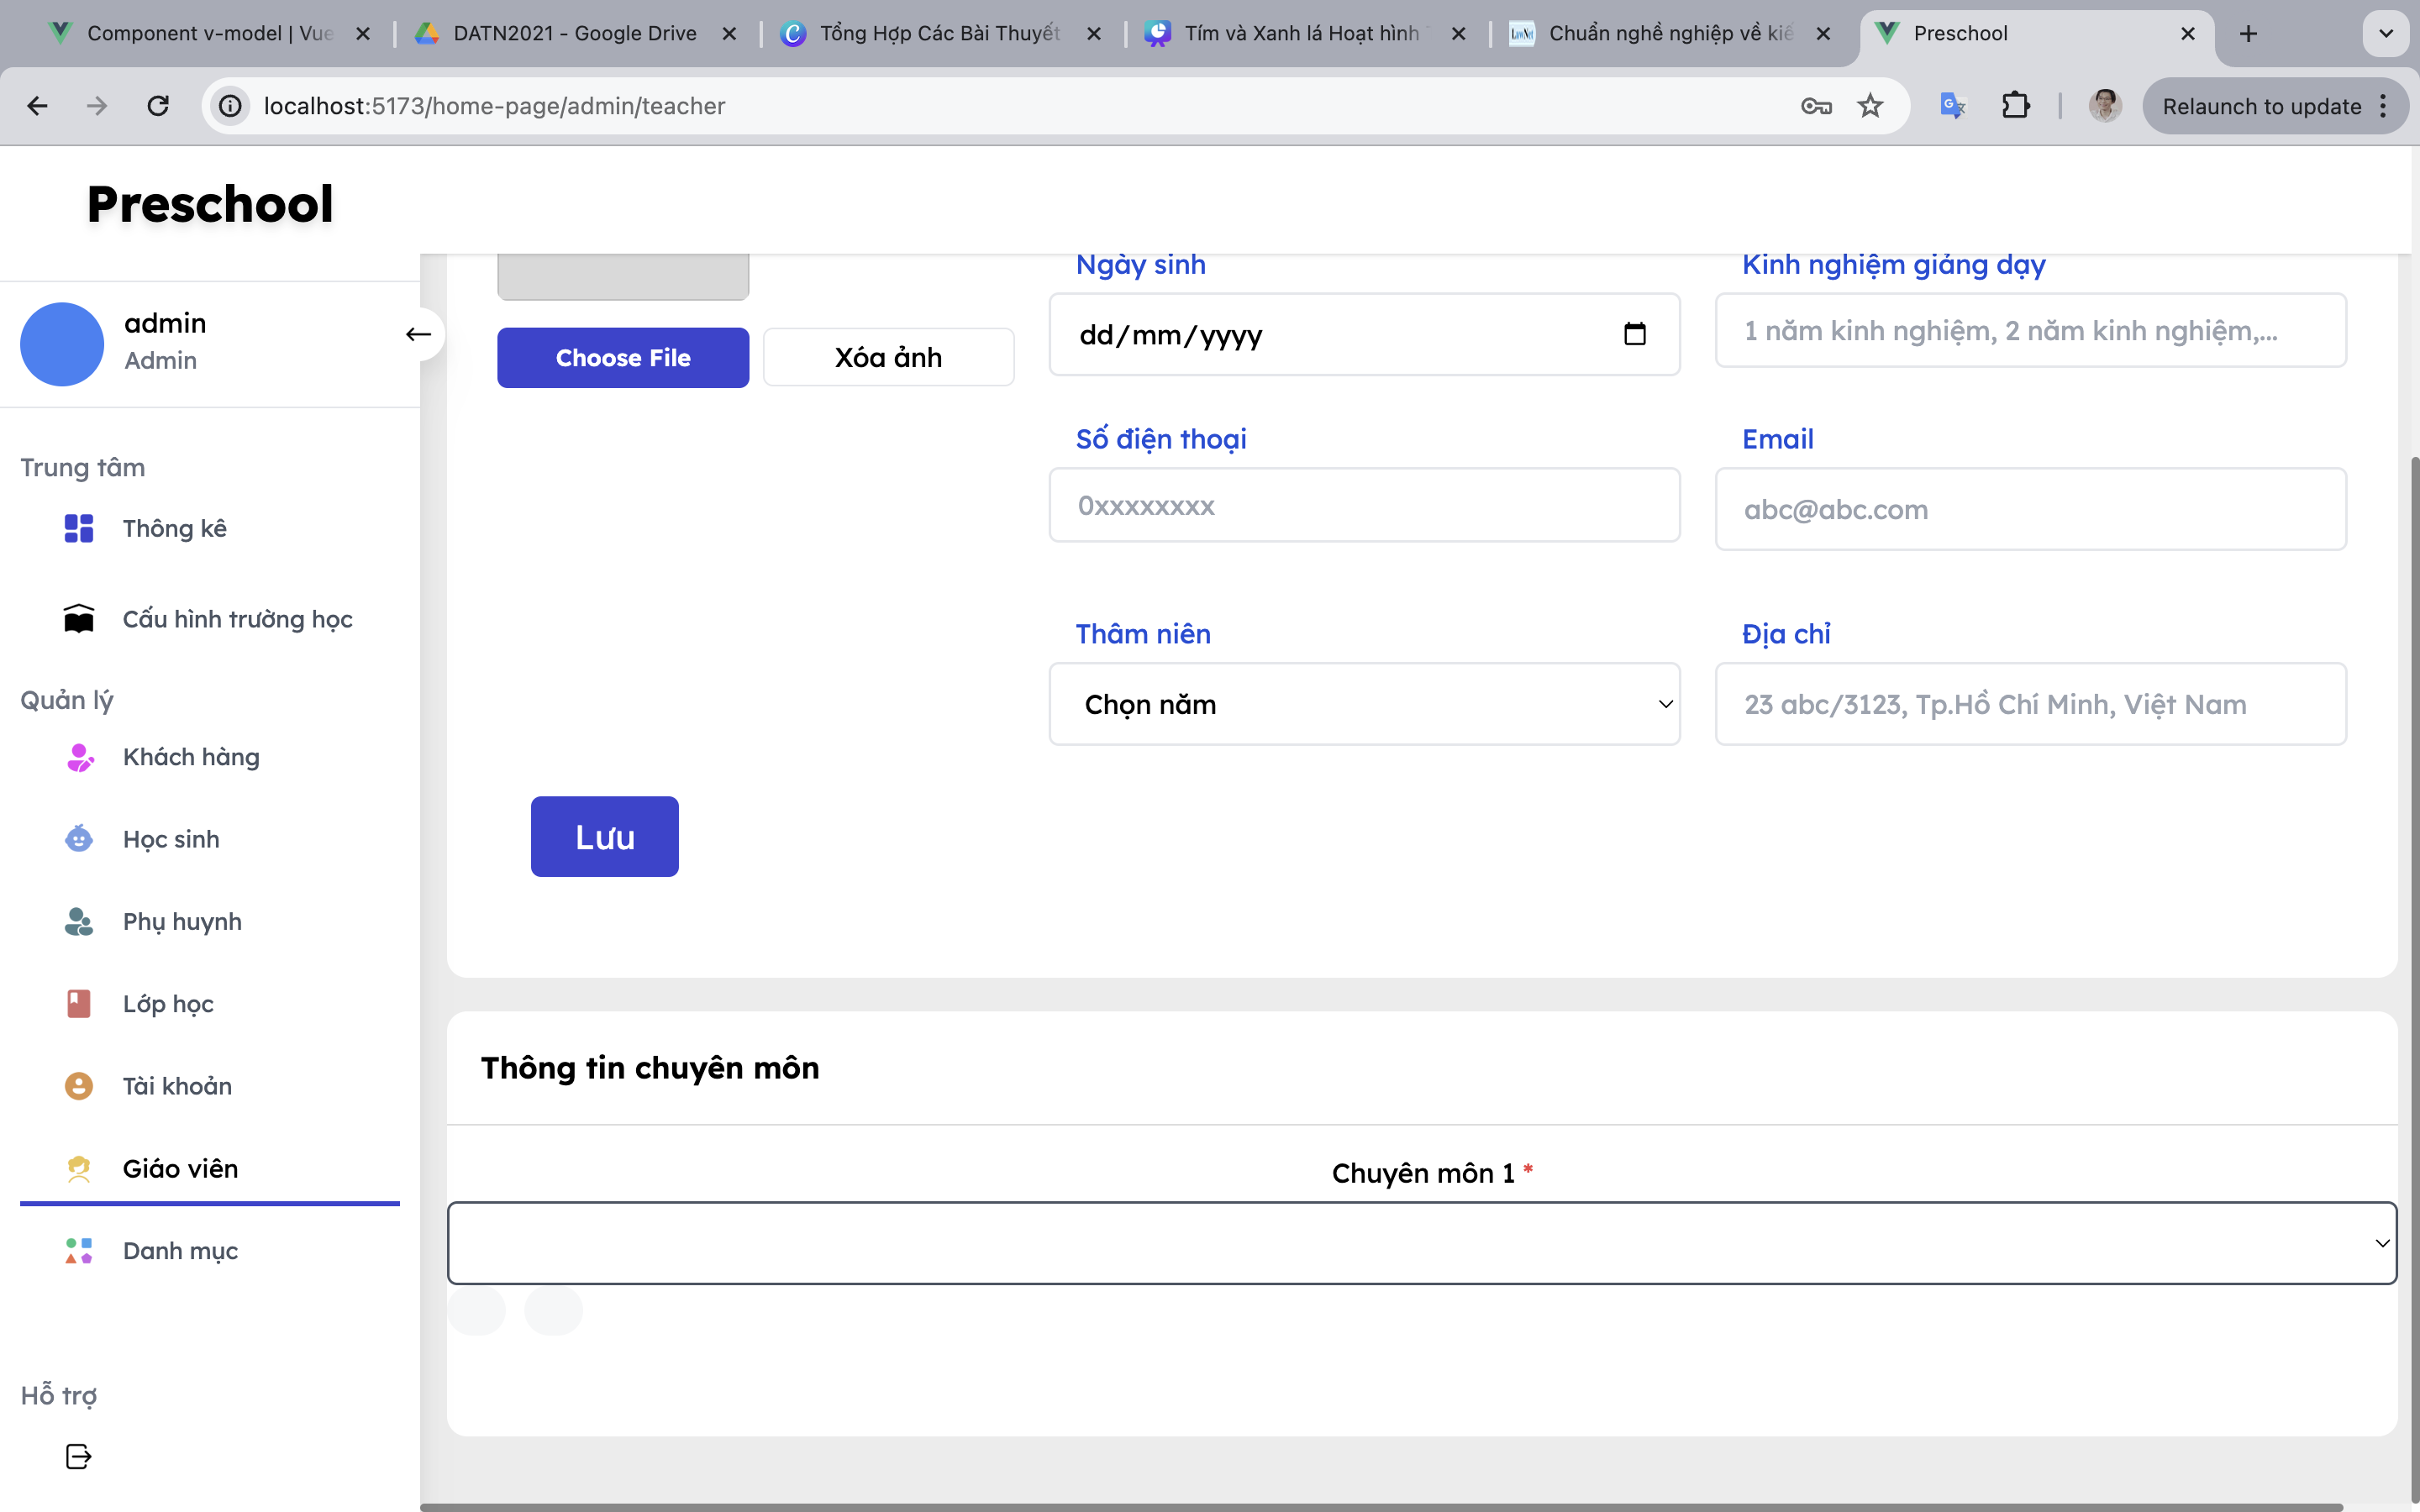 Component v-model | Vue
DATN2021 - Google Drive
Tổng Hợp Các Bài Thuyết
Tím và Xanh lá Hoạt hình
Chuẩn nghề nghiệp về kiế
Preschool
localhost:5173/home-page/admin/teacher
Relaunch to update
Preschool
admin
Admin
Trung tâm
Thông kê
Cấu hình trường học
Quản lý
Khách hàng
Học sinh
Phụ huynh
Lớp học
Tài khoản
Giáo viên
Danh mục
Hỗ trợ
Choose File
Xóa ảnh
Ngày sinh
dd/mm/yyyy
Kinh nghiệm giảng dạy
1 năm kinh nghiệm, 2 năm kinh nghiệm,...
Số điện thoại
0xxxxxxxx
Email
abc@abc.com
Thâm niên
Chọn năm
Địa chỉ
23 abc/3123, Tp.Hồ Chí Minh, Việt Nam
Lưu
Thông tin chuyên môn
Chuyên môn 1 *